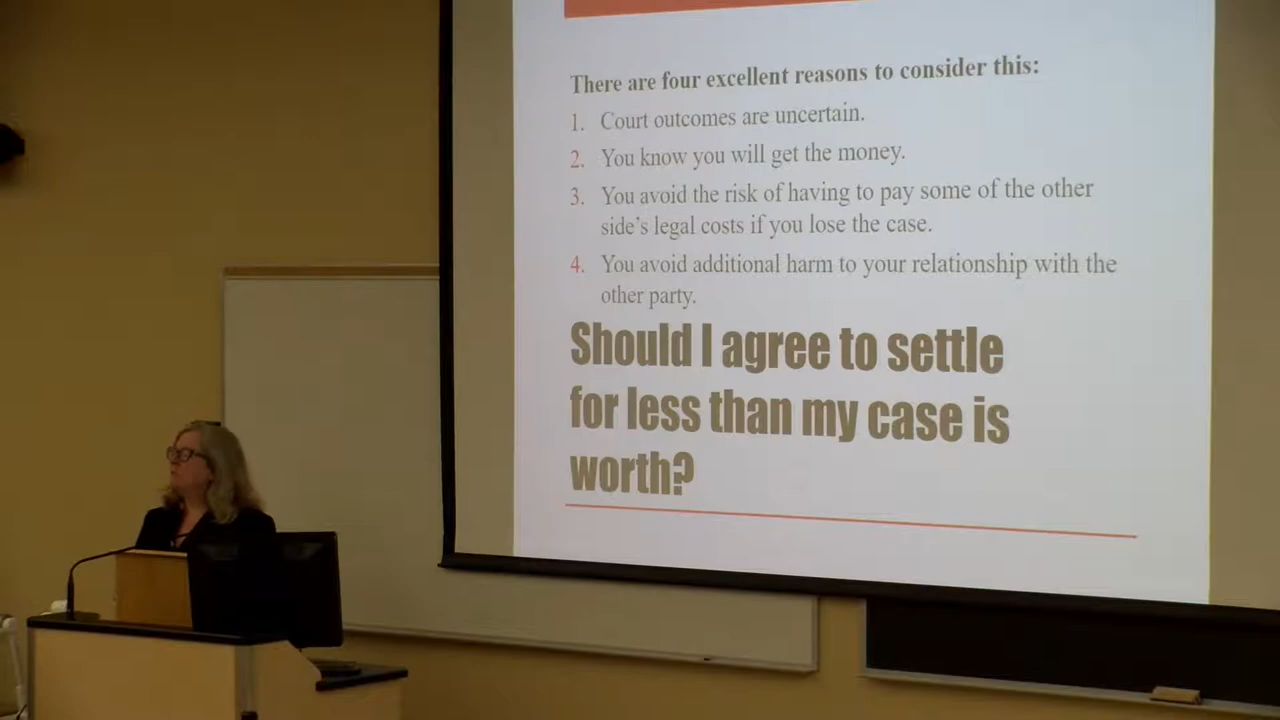 There are four excellent reasons to consider this:
1. Court outcomes are uncertain.
2. You know you will get the money.
3. You avoid the risk of having to pay some of the other
side's legal costs if you lose the case.
4. You avoid additional harm to your relationship with the
other party.
Should I agree to settle
for less than my case is
worth?